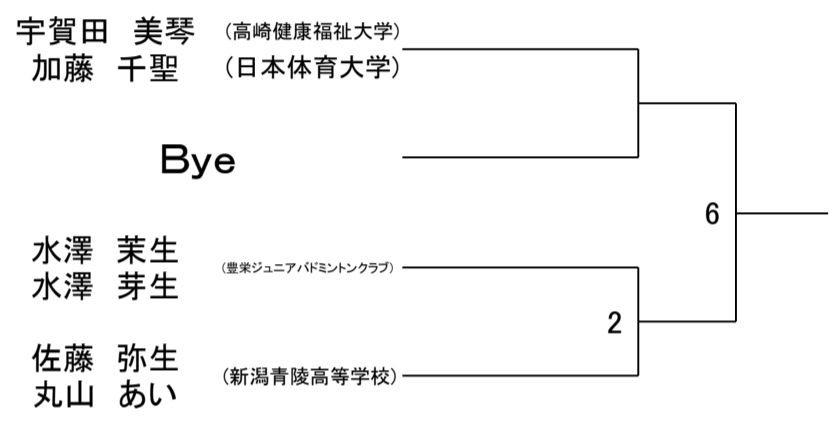 宇賀田 美琴 (高崎健康福祉大学)
加藤 千聖 (日本体育大学)
Bye
6
水澤 茉生
(豊栄ジュニアバドミントンクラブ)
水澤 芽生
2
佐藤 弥生
(新潟青陵高等学校)
丸山 あい